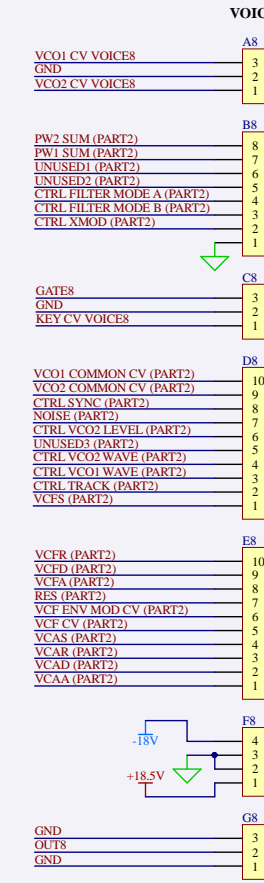 VOIC
A8
VCO1 CV VOICE8 3
GND 2
VCO2 CV VOICE8 1
B8
PW2 SUM (PART2) 8
PW1 SUM (PART2) 7
UNUSED1 (PART2) 6
UNUSED2 (PART2) 5
CTRL FILTER MODE A (PART2) 4
CTRL FILTER MODE B (PART2) 3
CTRL XMOD (PART2) 2
1
C8
GATE8 3
GND 2
KEY CV VOICE8 1
D8
VCO1 COMMON CV (PART2) 10
VCO2 COMMON CV (PART2) 9
CTRL SYNC (PART2) 8
NOISE (PART2) 7
CTRL VCO2 LEVEL (PART2) 6
UNUSED3 (PART2) 5
CTRL VCO2 WAVE (PART2) 4
CTRL VCO1 WAVE (PART2) 3
CTRL TRACK (PART2) 2
VCFS (PART2) 1
E8
VCFR (PART2) 10
VCFD (PART2) 9
VCFA (PART2) 8
RES (PART2) 7
VCF ENV MOD CV (PART2) 6
VCF CV (PART2) 5
VCAS (PART2) 4
VCAR (PART2) 3
VCAD (PART2) 2
VCAA (PART2) 1
F8
-18V 4
3
+18.5V 2
1
G8
GND 3
OUT8 2
GND 1